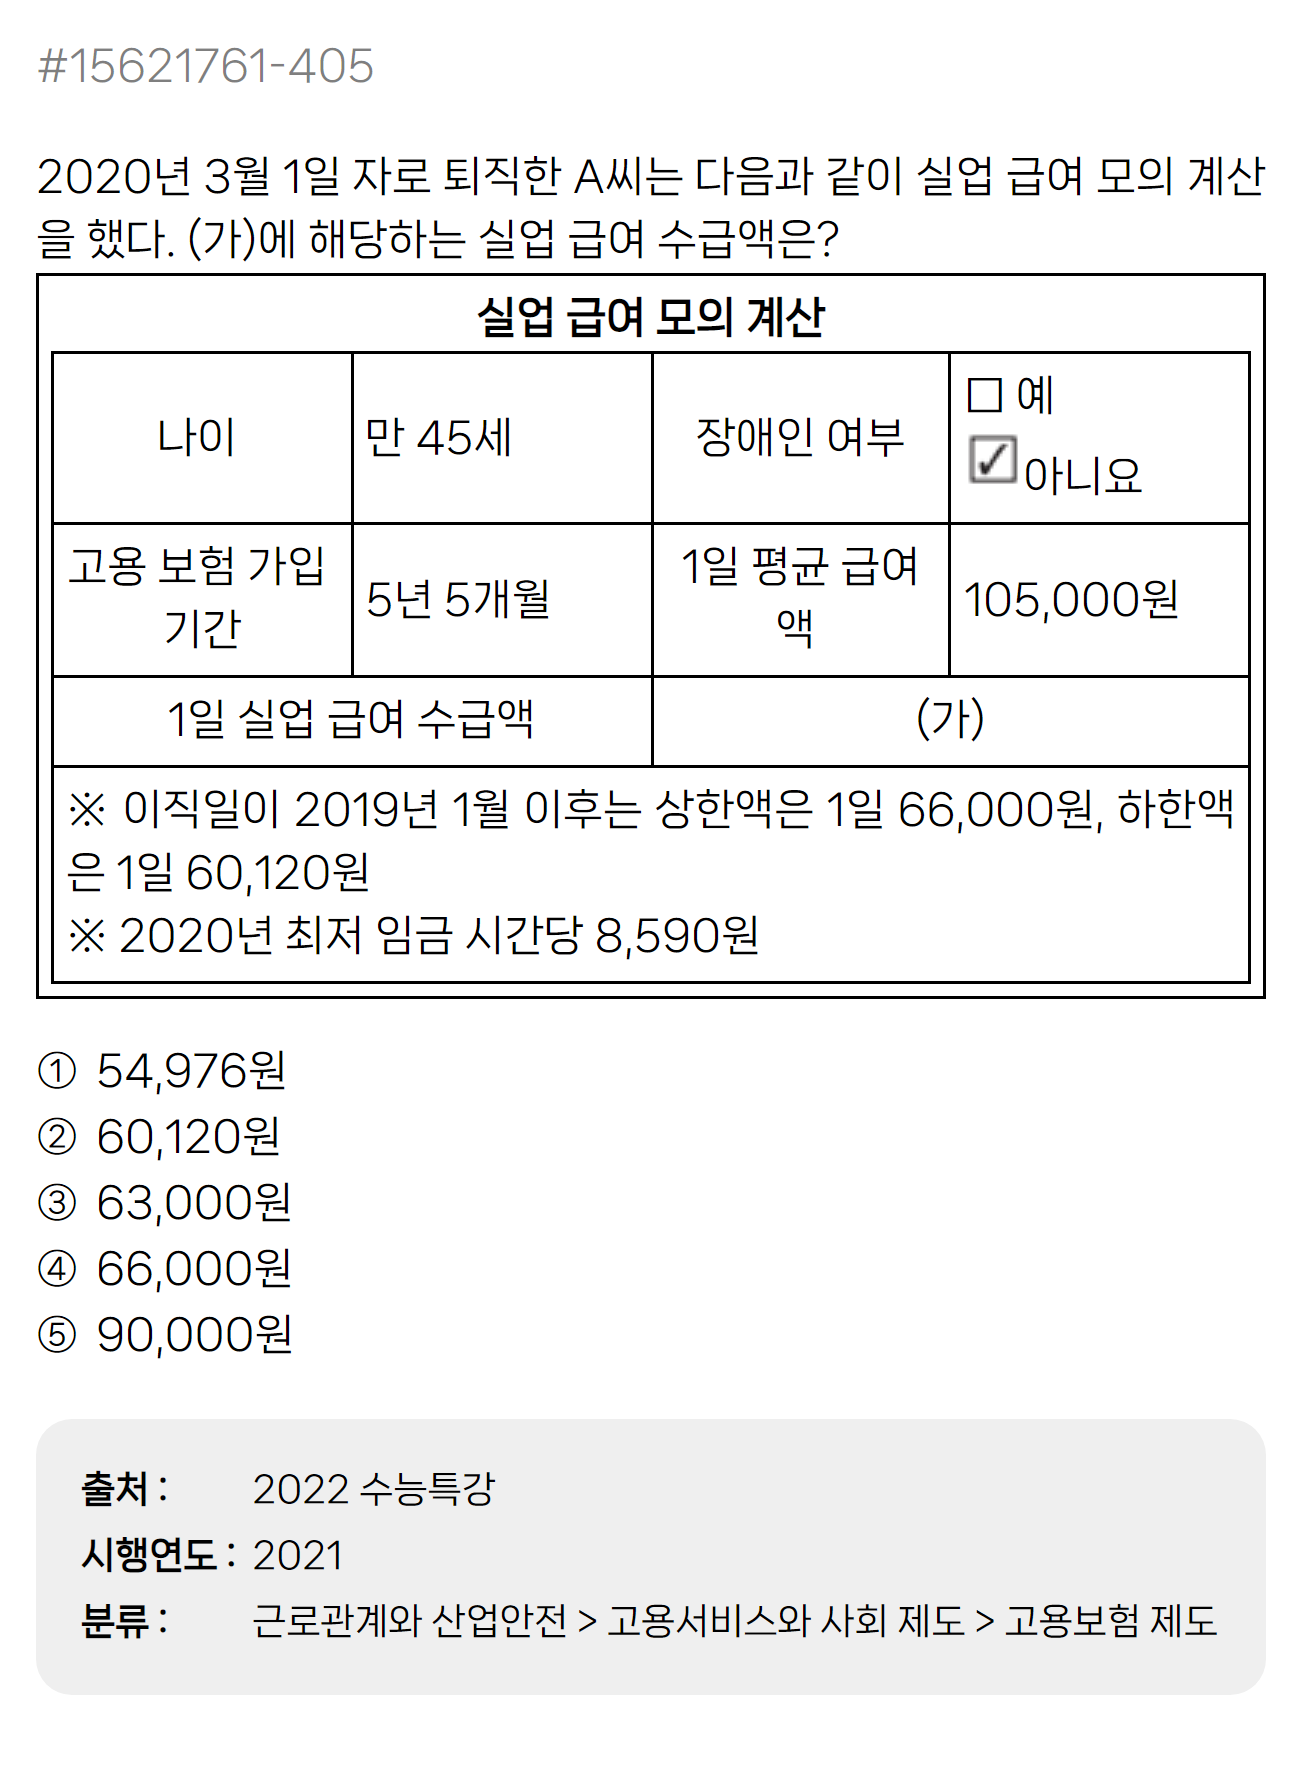 #15621761-405
2020년 3월 1일 자로 퇴직한 A씨는 다음과 같이 실업 급여 모의 계산
을 했다. (가)에 해당하는 실업 급여 수급액은?
실업 급여 모의 계산
나이
만 45세
장애인 여부
☐ 예
☑아니요
고용 보험 가입
기간
5년 5개월
1일 평균 급여
액
105,000원
1일 실업 급여 수급액
(가)
※ 이직일이 2019년 1월 이후는 상한액은 1일 66,000원, 하한액
은 1일 60,120원
※ 2020년 최저 임금 시간당 8,590원
① 54,976원
② 60,120원
③ 63,000원
④ 66,000원
⑤ 90,000원
출처 : 2022 수능특강
시행연도 : 2021
분류 : 근로관계와 산업안전 > 고용서비스와 사회 제도 > 고용보험 제도